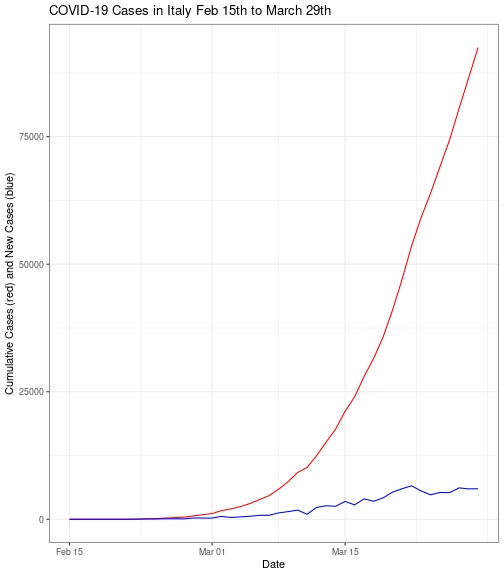 COVID-19 Cases in Italy Feb 15th to March 29th
Cumulative Cases (red) and New Cases (blue)
75000
50000
25000
0
Feb 15
Mar 01
Mar 15
Date